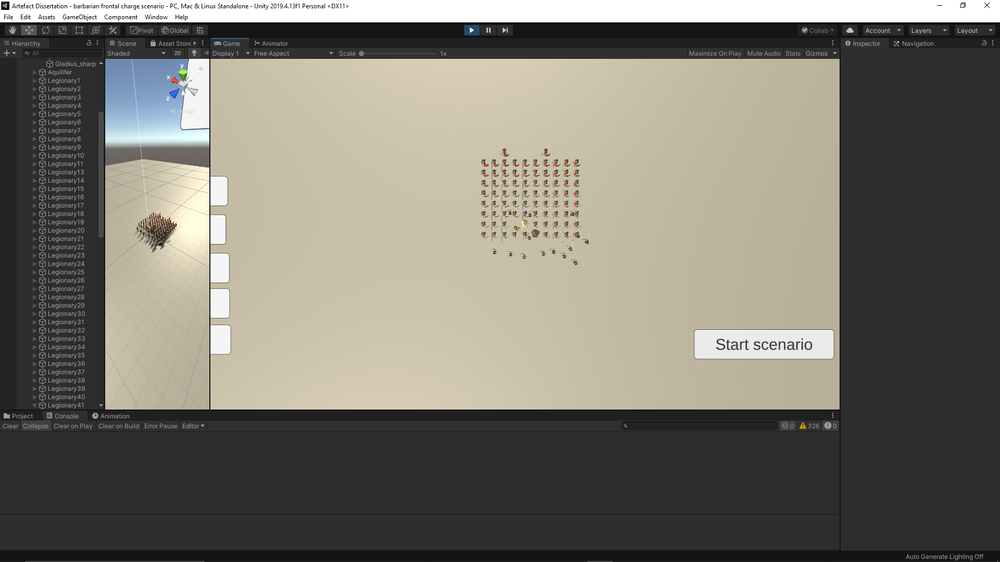 Artefact Dissertation - barbarian frontal charge scenario - PC, Mac & Linux Standalone - Unity 2019.4.13f1 Personal <DX11>
File Edit Assets GameObject Component Window Help
Pivot Global Collab Account Layers Layout
Hierarchy Scene Asset Store Game Animator Inspector Navigation
All Shaded 2D Display 1 Free Aspect Scale 1x Maximize On Play Mute Audio Stats Gizmos
Gladius_sharp
Aquilifer
Legionary1
Legionary2
Legionary3
Legionary4
Legionary5
Legionary6
Legionary7
Legionary8
Legionary9
Legionary10
Legionary11
Legionary13
Legionary14
Legionary15
Legionary16
Legionary17
Legionary18
Legionary19
Legionary20
Legionary21
Legionary22
Legionary23
Legionary24
Legionary25
Legionary26
Legionary27
Legionary28
Legionary29
Legionary30
Legionary31
Legionary32
Legionary33
Legionary34
Legionary35
Legionary36
Legionary37
Legionary38
Legionary39
Legionary40
Legionary41
y
x
z
Persp
Start scenario
Project Console Animation
Clear Collapse Clear on Play Clear on Build Error Pause Editor 0 326 0
Auto Generate Lighting Off